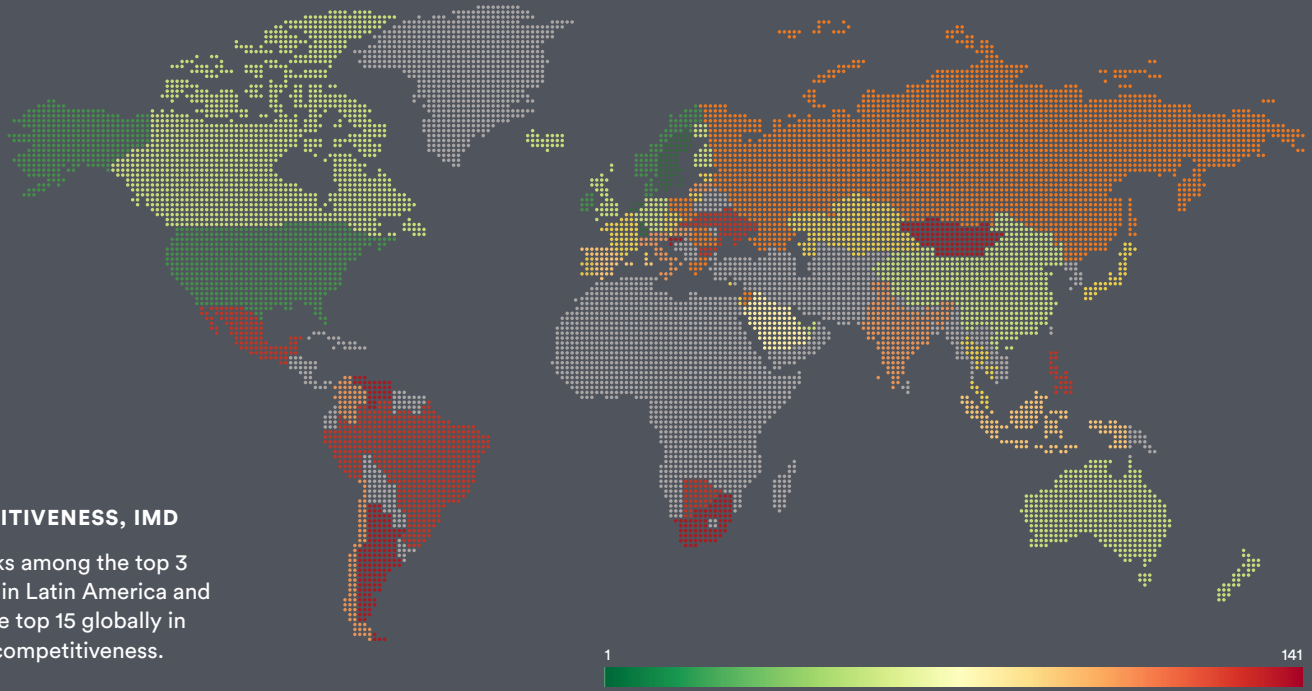 ITIVENESS, IMD
ks among the top 3
in Latin America and
e top 15 globally in
competitiveness.
1
141